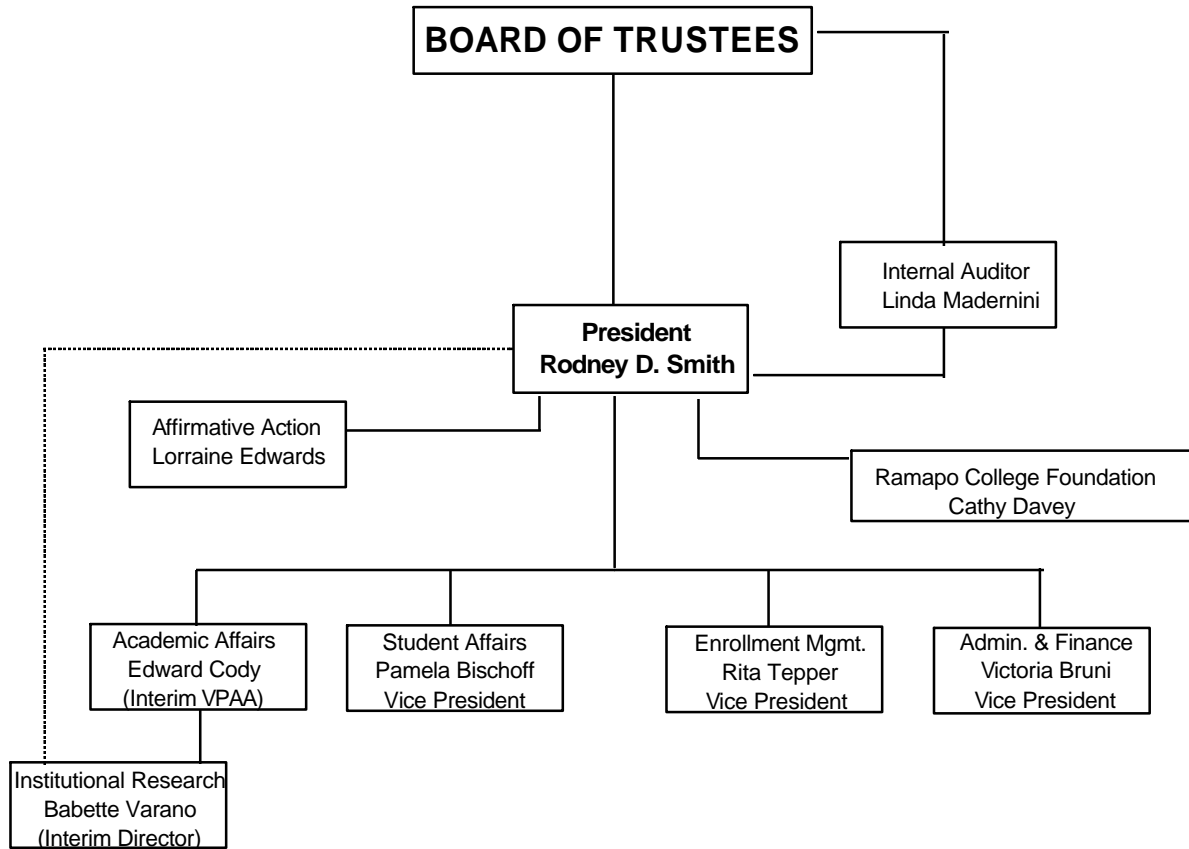 BOARD OF TRUSTEES
Internal Auditor
Linda Madernini
President
Rodney D. Smith
Affirmative Action
Lorraine Edwards
Ramapo College Foundation
Cathy Davey
Academic Affairs
Edward Cody
(Interim VPAA)
Student Affairs
Pamela Bischoff
Vice President
Enrollment Mgmt.
Rita Tepper
Vice President
Admin. & Finance
Victoria Bruni
Vice President
Institutional Research
Babette Varano
(Interim Director)